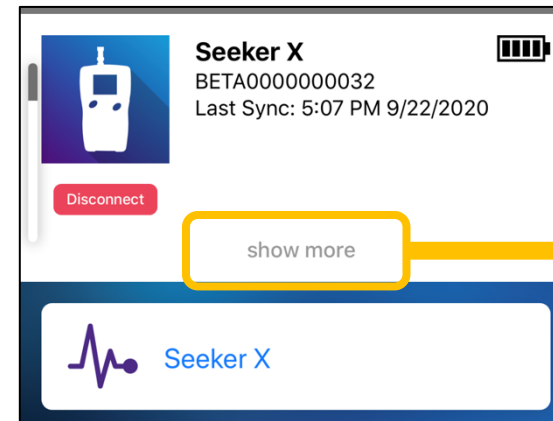 Seeker X
BETA0000000032
Last Sync: 5:07 PM 9/22/2020
Disconnect
show more
Seeker X